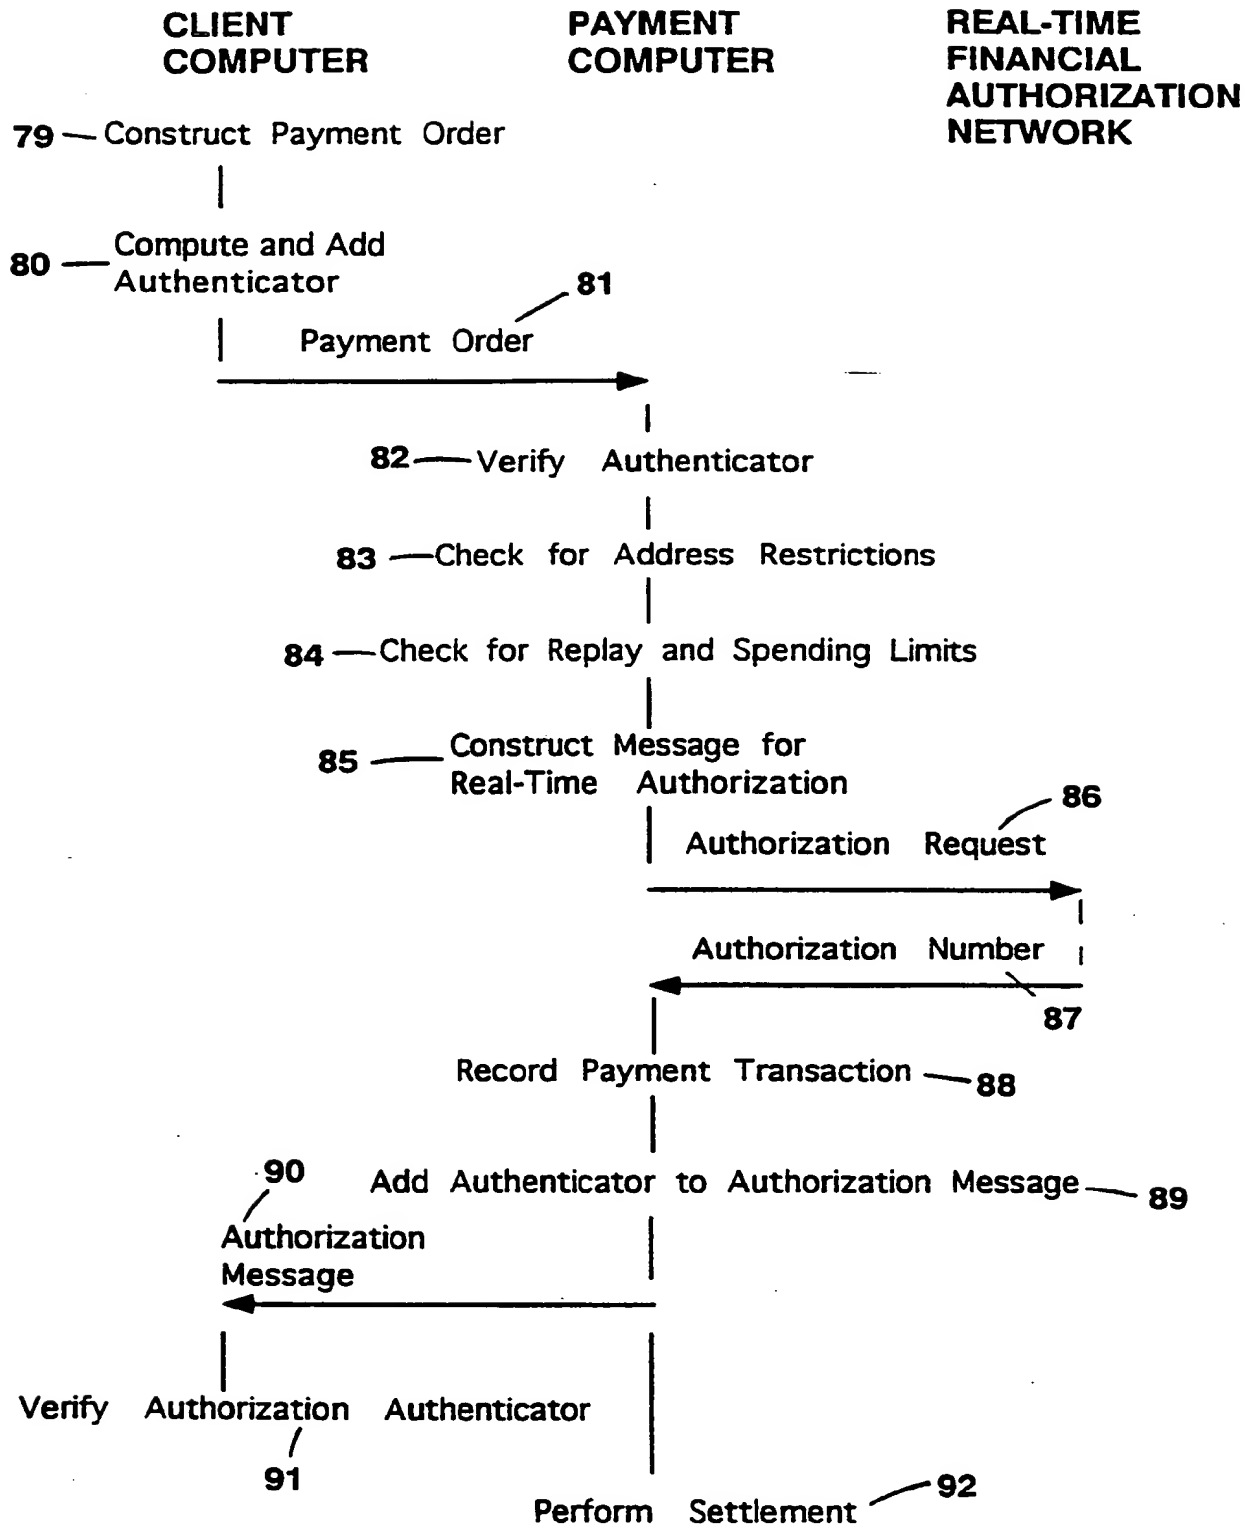 CLIENT
COMPUTER
PAYMENT
COMPUTER
REAL-TIME
FINANCIAL
AUTHORIZATION
NETWORK
79 Construct Payment Order
80 Compute and Add
Authenticator
81
Payment Order
82 Verify Authenticator
83 Check for Address Restrictions
84 Check for Replay and Spending Limits
85 Construct Message for
Real-Time Authorization
86
Authorization Request
Authorization Number
87
Record Payment Transaction 88
90
Add Authenticator to Authorization Message 89
Authorization
Message
Verify Authorization Authenticator
91
92
Perform Settlement